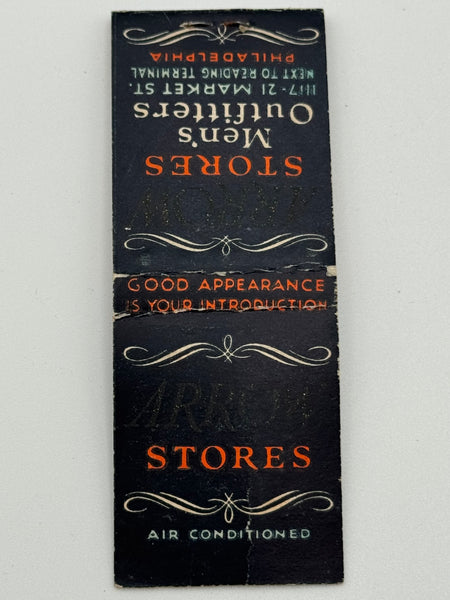 ARROW
STORES
Men's
Outfitters
1117-21 MARKET ST.
NEXT TO READING TERMINAL
PHILADELPHIA
GOOD APPEARANCE
IS YOUR INTRODUCTION
ARROW
STORES
AIR CONDITIONED